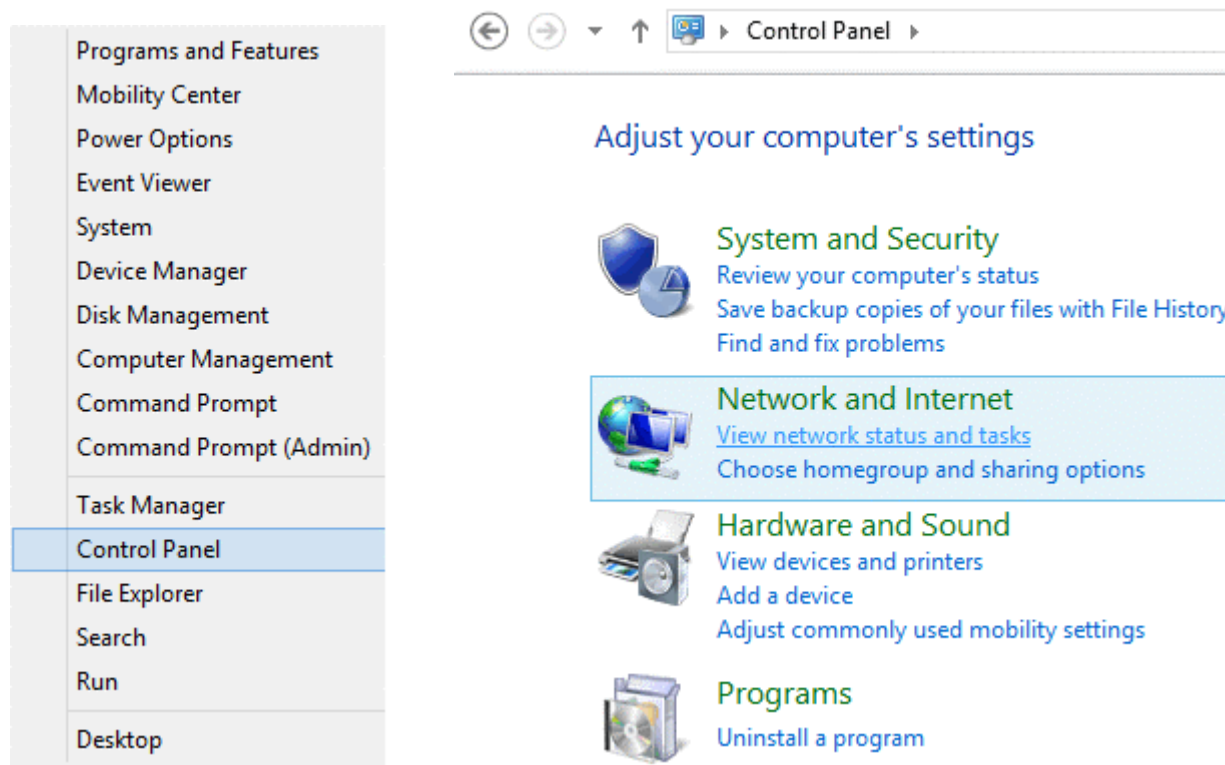 Programs and Features
Mobility Center
Power Options
Event Viewer
System
Device Manager
Disk Management
Computer Management
Command Prompt
Command Prompt (Admin)
Task Manager
Control Panel
File Explorer
Search
Run
Desktop
Control Panel
Adjust your computer's settings
System and Security
Review your computer's status
Save backup copies of your files with File History
Find and fix problems
Network and Internet
View network status and tasks
Choose homegroup and sharing options
Hardware and Sound
View devices and printers
Add a device
Adjust commonly used mobility settings
Programs
Uninstall a program